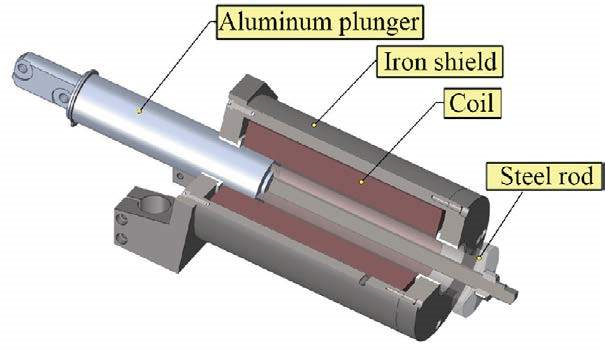 Aluminum plunger
Iron shield
Coil
Steel rod